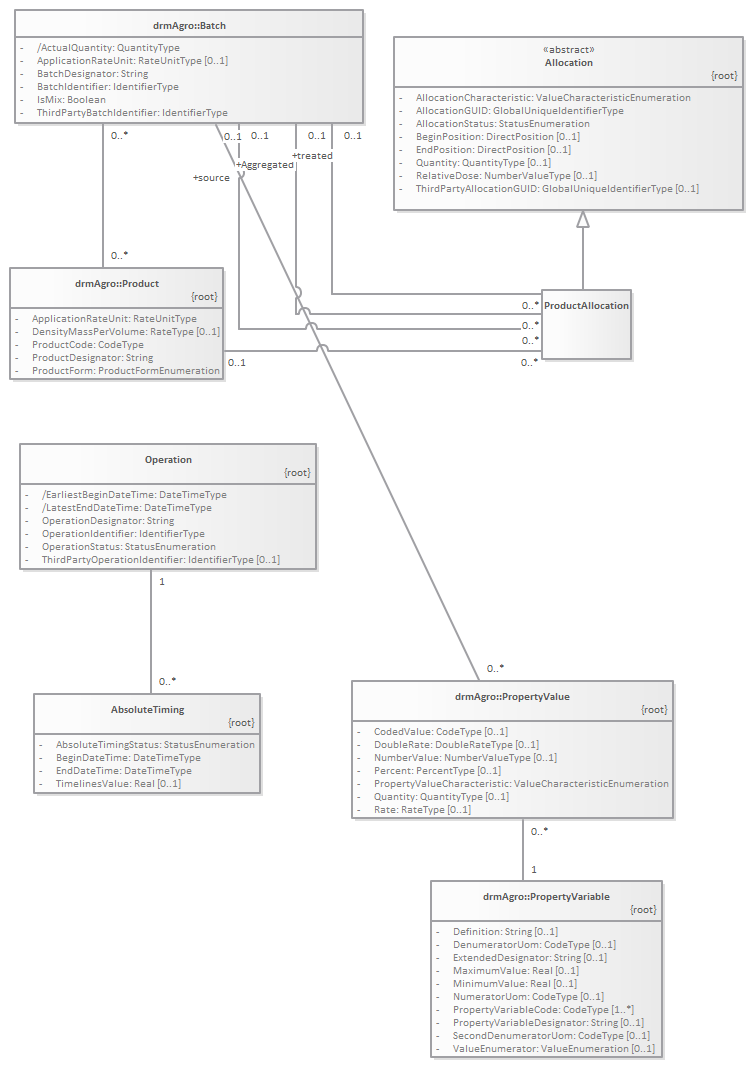 drmAgro::Batch
- /ActualQuantity: QuantityType
- ApplicationRateUnit: RateUnitType [0..1]
- BatchDesignator: String
- BatchIdentifier: IdentifierType
- IsMix: Boolean
- ThirdPartyBatchIdentifier: IdentifierType
«abstract»
Allocation
{root}
- AllocationCharacteristic: ValueCharacteristicEnumeration
- AllocationGUID: GlobalUniqueIdentifierType
- AllocationStatus: StatusEnumeration
- BeginPosition: DirectPosition [0..1]
- EndPosition: DirectPosition [0..1]
- Quantity: QuantityType [0..1]
- RelativeDose: NumberValueType [0..1]
- ThirdPartyAllocationGUID: GlobalUniqueIdentifierType [0..1]
0..*
0..1
0..1
0..1
0..1
+treated
+Aggregated
+source
0..*
drmAgro::Product
{root}
- ApplicationRateUnit: RateUnitType
- DensityMassPerVolume: RateType [0..1]
- ProductCode: CodeType
- ProductDesignator: String
- ProductForm: ProductFormEnumeration
ProductAllocation
0..*
0..*
0..*
0..1
0..*
Operation
{root}
- /EarliestBeginDateTime: DateTimeType
- /LatestEndDateTime: DateTimeType
- OperationDesignator: String
- OperationIdentifier: IdentifierType
- OperationStatus: StatusEnumeration
- ThirdPartyOperationIdentifier: IdentifierType [0..1]
1
0..*
AbsoluteTiming
{root}
- AbsoluteTimingStatus: StatusEnumeration
- BeginDateTime: DateTimeType
- EndDateTime: DateTimeType
- TimelinesValue: Real [0..1]
0..*
drmAgro::PropertyValue
{root}
- CodedValue: CodeType [0..1]
- DoubleRate: DoubleRateType [0..1]
- NumberValue: NumberValueType [0..1]
- Percent: PercentType [0..1]
- PropertyValueCharacteristic: ValueCharacteristicEnumeration
- Quantity: QuantityType [0..1]
- Rate: RateType [0..1]
0..*
1
drmAgro::PropertyVariable
{root}
- Definition: String [0..1]
- DenumeratorUom: CodeType [0..1]
- ExtendedDesignator: String [0..1]
- MaximumValue: Real [0..1]
- MinimumValue: Real [0..1]
- NumeratorUom: CodeType [0..1]
- PropertyVariableCode: CodeType [1..*]
- PropertyVariableDesignator: String [0..1]
- SecondDenumeratorUom: CodeType [0..1]
- ValueEnumerator: ValueEnumeration [0..1]